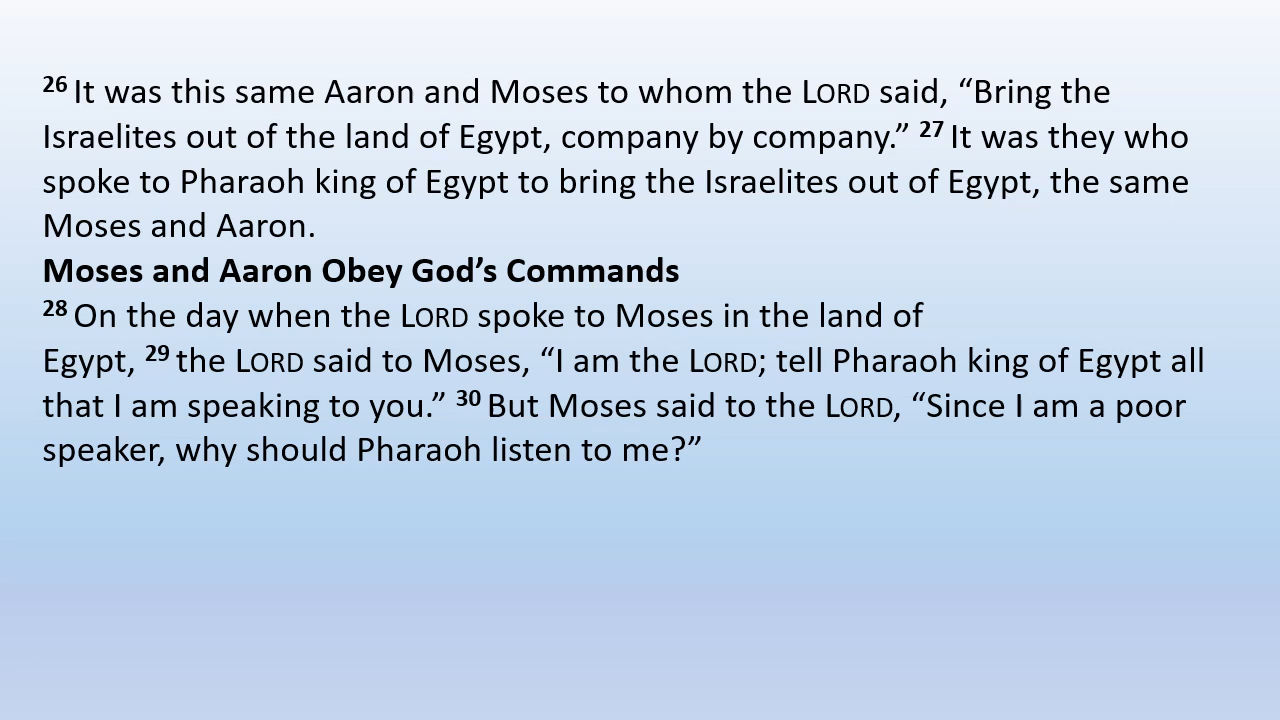 26 It was this same Aaron and Moses to whom the LORD said, “Bring the
Israelites out of the land of Egypt, company by company.” 27 It was they who
spoke to Pharaoh king of Egypt to bring the Israelites out of Egypt, the same
Moses and Aaron.
Moses and Aaron Obey God’s Commands
28 On the day when the LORD spoke to Moses in the land of
Egypt, 29 the LORD said to Moses, “I am the LORD; tell Pharaoh king of Egypt all
that I am speaking to you.” 30 But Moses said to the LORD, “Since I am a poor
speaker, why should Pharaoh listen to me?”